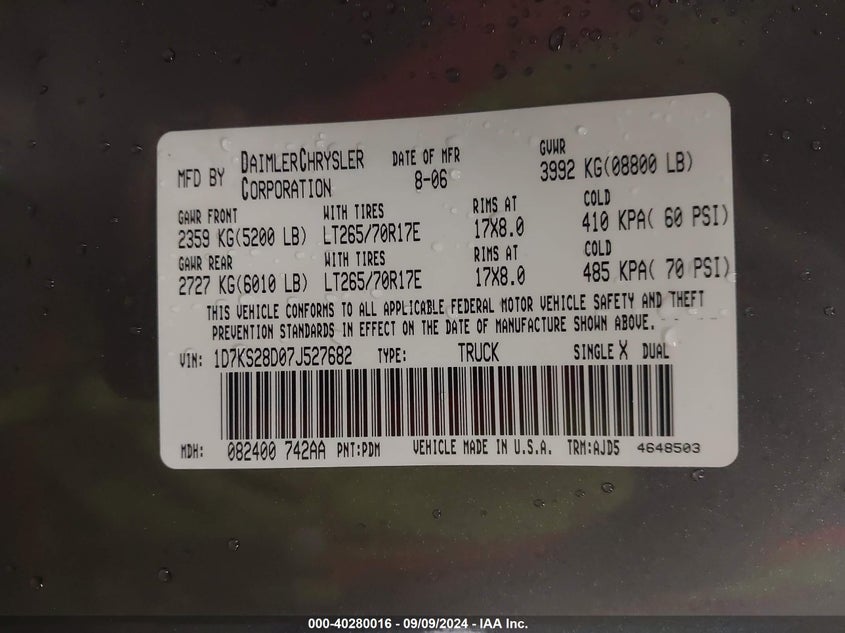 MFD BY DAIMLERCHRYSLER CORPORATION DATE OF MFR 8-06 GVWR 3992 KG(08800 LB)
GAWR FRONT WITH TIRES RIMS AT COLD
2359 KG(5200 LB) LT265/70R17E 17X8.0 410 KPA( 60 PSI)
GAWR REAR WITH TIRES RIMS AT COLD
2727 KG(6010 LB) LT265/70R17E 17X8.0 485 KPA( 70 PSI)
THIS VEHICLE CONFORMS TO ALL APPLICABLE FEDERAL MOTOR VEHICLE SAFETY AND THEFT
PREVENTION STANDARDS IN EFFECT ON THE DATE OF MANUFACTURE SHOWN ABOVE.
VIN: 1D7KS28D07J527682 TYPE: TRUCK SINGLE X DUAL
MDH: 082400 742AA PNT:PDM VEHICLE MADE IN U.S.A. TRM:AJD5 4648503
000-40280016 - 09/09/2024 - IAA Inc.